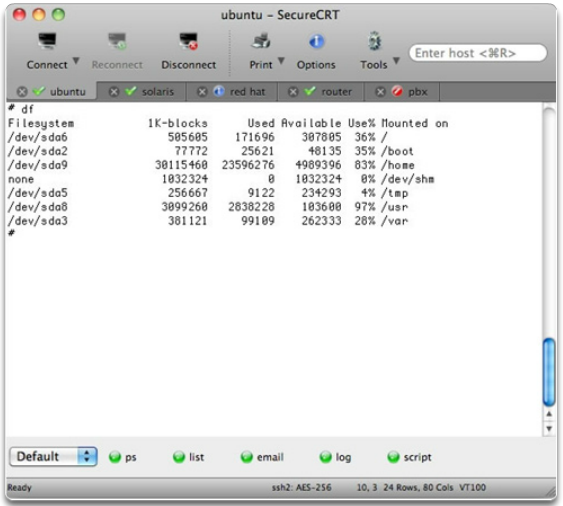 ubuntu – SecureCRT
Connect Reconnect Disconnect Print Options Tools Enter host <⌘R>
ubuntu solaris red hat router pbx
# df
Filesystem 1K-blocks Used Available Use% Mounted on
/dev/sda6 505605 171696 307805 36% /
/dev/sda2 77772 25621 48135 35% /boot
/dev/sda9 30115460 23596276 4989396 83% /home
none 1032324 0 1032324 0% /dev/shm
/dev/sda5 256667 9122 234293 4% /tmp
/dev/sda8 3099260 2838228 103600 97% /usr
/dev/sda3 381121 99109 262333 28% /var
#
Default ps list email log script
Ready ssh2: AES-256 10, 3 24 Rows, 80 Cols VT100